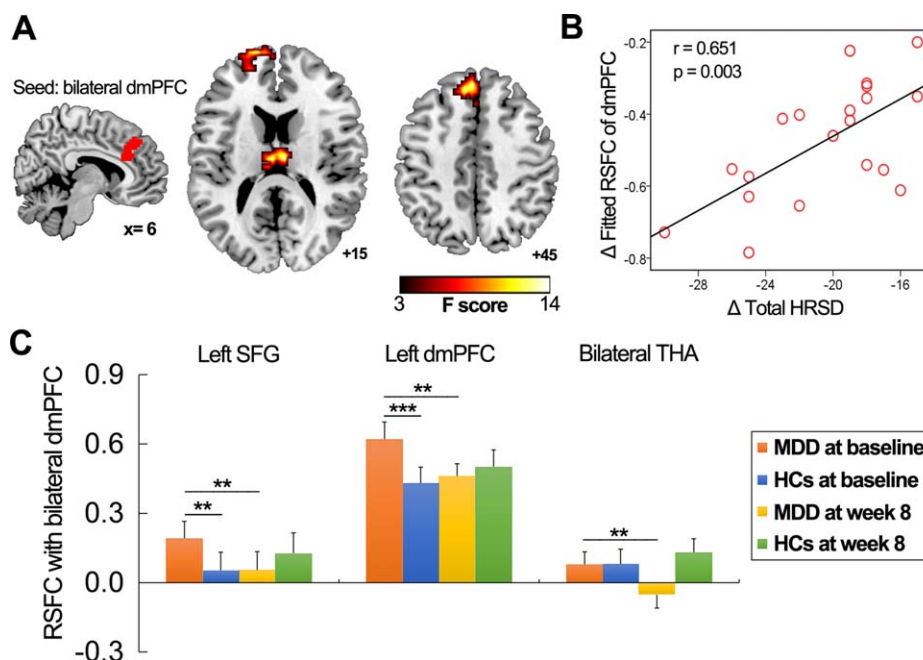 A
Seed: bilateral dmPFC
x= 6
+15
+45
3 F score 14
B
r = 0.651
p = 0.003
Δ Fitted RSFC of dmPFC
-0.2
-0.4
-0.6
-0.8
-28 -24 -20 -16
Δ Total HRSD
C
Left SFG Left dmPFC Bilateral THA
RSFC with bilateral dmPFC
0.9
0.6
0.3
0.0
-0.3
** **
** ***
**
MDD at baseline
HCs at baseline
MDD at week 8
HCs at week 8